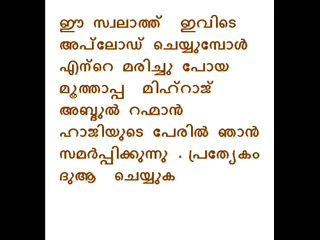 ഈ സ്വലാത്ത് ഇവിടെ
അപ്ലോഡ് ചെയ്യുമ്പോൾ
എന്റെ മരിച്ചു പോയ
മൂത്താപ്പ മിഹ്റാജ്
അബ്ദുൽ റഹ്മാൻ
ഹാജിയുടെ പേരിൽ ഞാൻ
സമർപ്പിക്കുന്നു . പ്രത്യേകം
ദുആ ചെയ്യുക